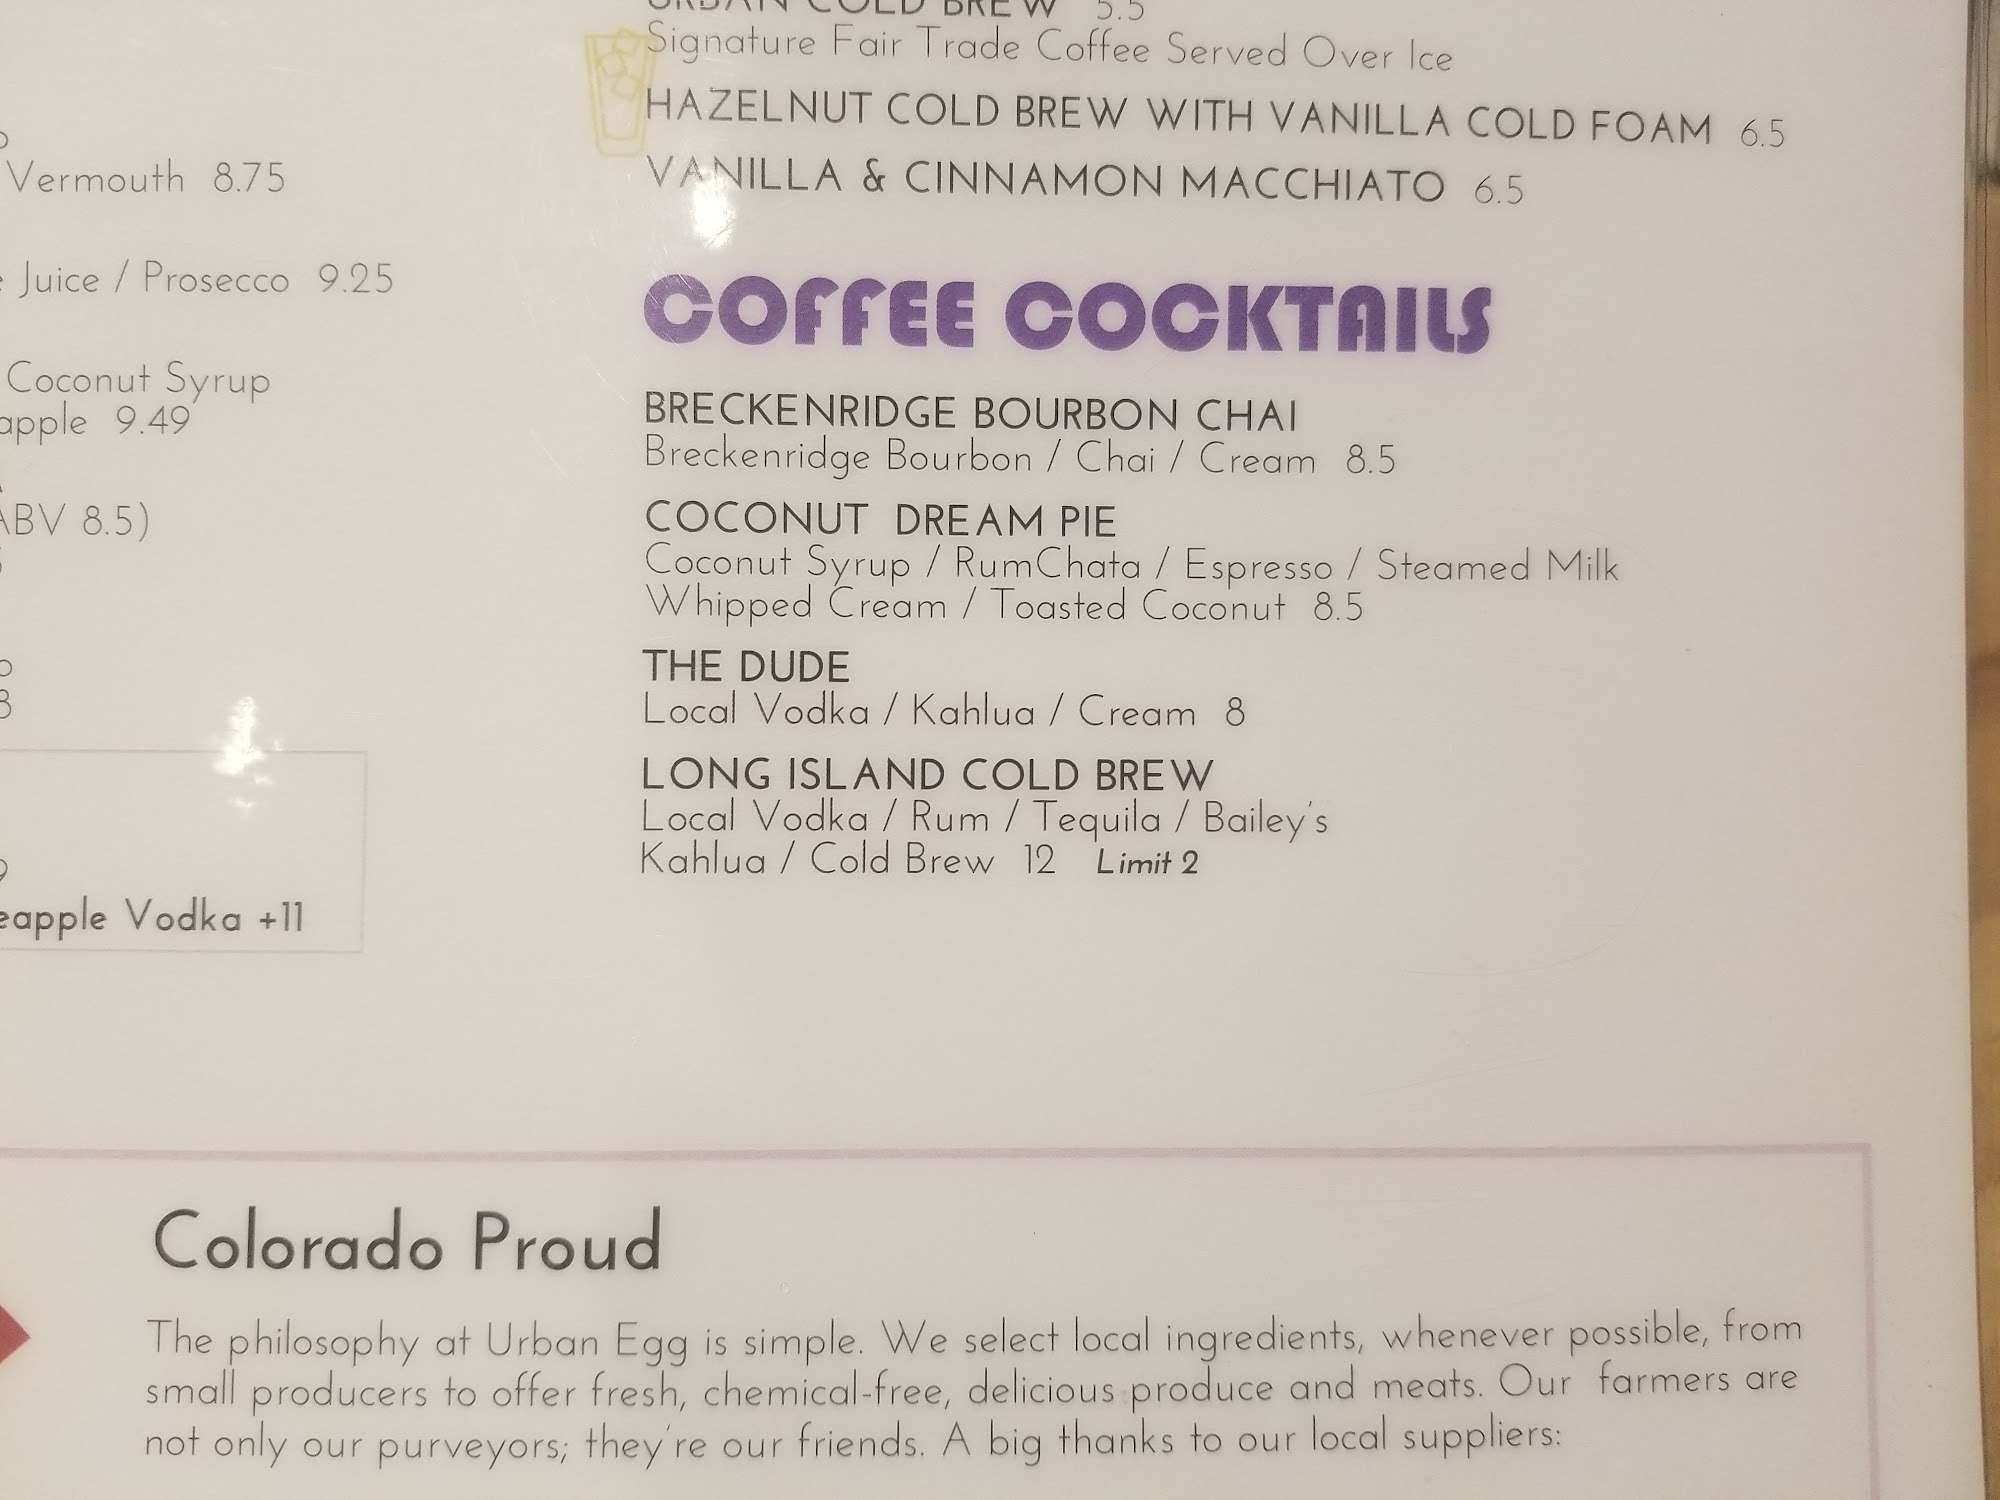 Vermouth 8.75
Juice / Prosecco 9.25
Coconut Syrup
9.49
ABV 8.5)
Vodka +11
URBAN COLD BREW 5.5
Signature Fair Trade Coffee Served Over Ice
HAZELNUT COLD BREW WITH VANILLA COLD FOAM 6.5
VANILLA & CINNAMON MACCHIATO 6.5
COFFEE COCKTAILS
BRECKENRIDGE BOURBON CHAI
Breckenridge Bourbon / Chai / Cream 8.5
COCONUT DREAM PIE
Coconut Syrup / RumChata / Espresso / Steamed Milk
Whipped Cream / Toasted Coconut 8.5
THE DUDE
Local Vodka / Kahlua / Cream 8
LONG ISLAND COLD BREW
Local Vodka / Rum / Tequila / Bailey's
Kahlua / Cold Brew 12 Limit 2
Colorado Proud
The philosophy at Urban Egg is simple. We select local ingredients, whenever possible, from
small producers to offer fresh, chemical-free, delicious produce and meats. Our farmers are
not only our purveyors; they're our friends. A big thanks to our local suppliers: